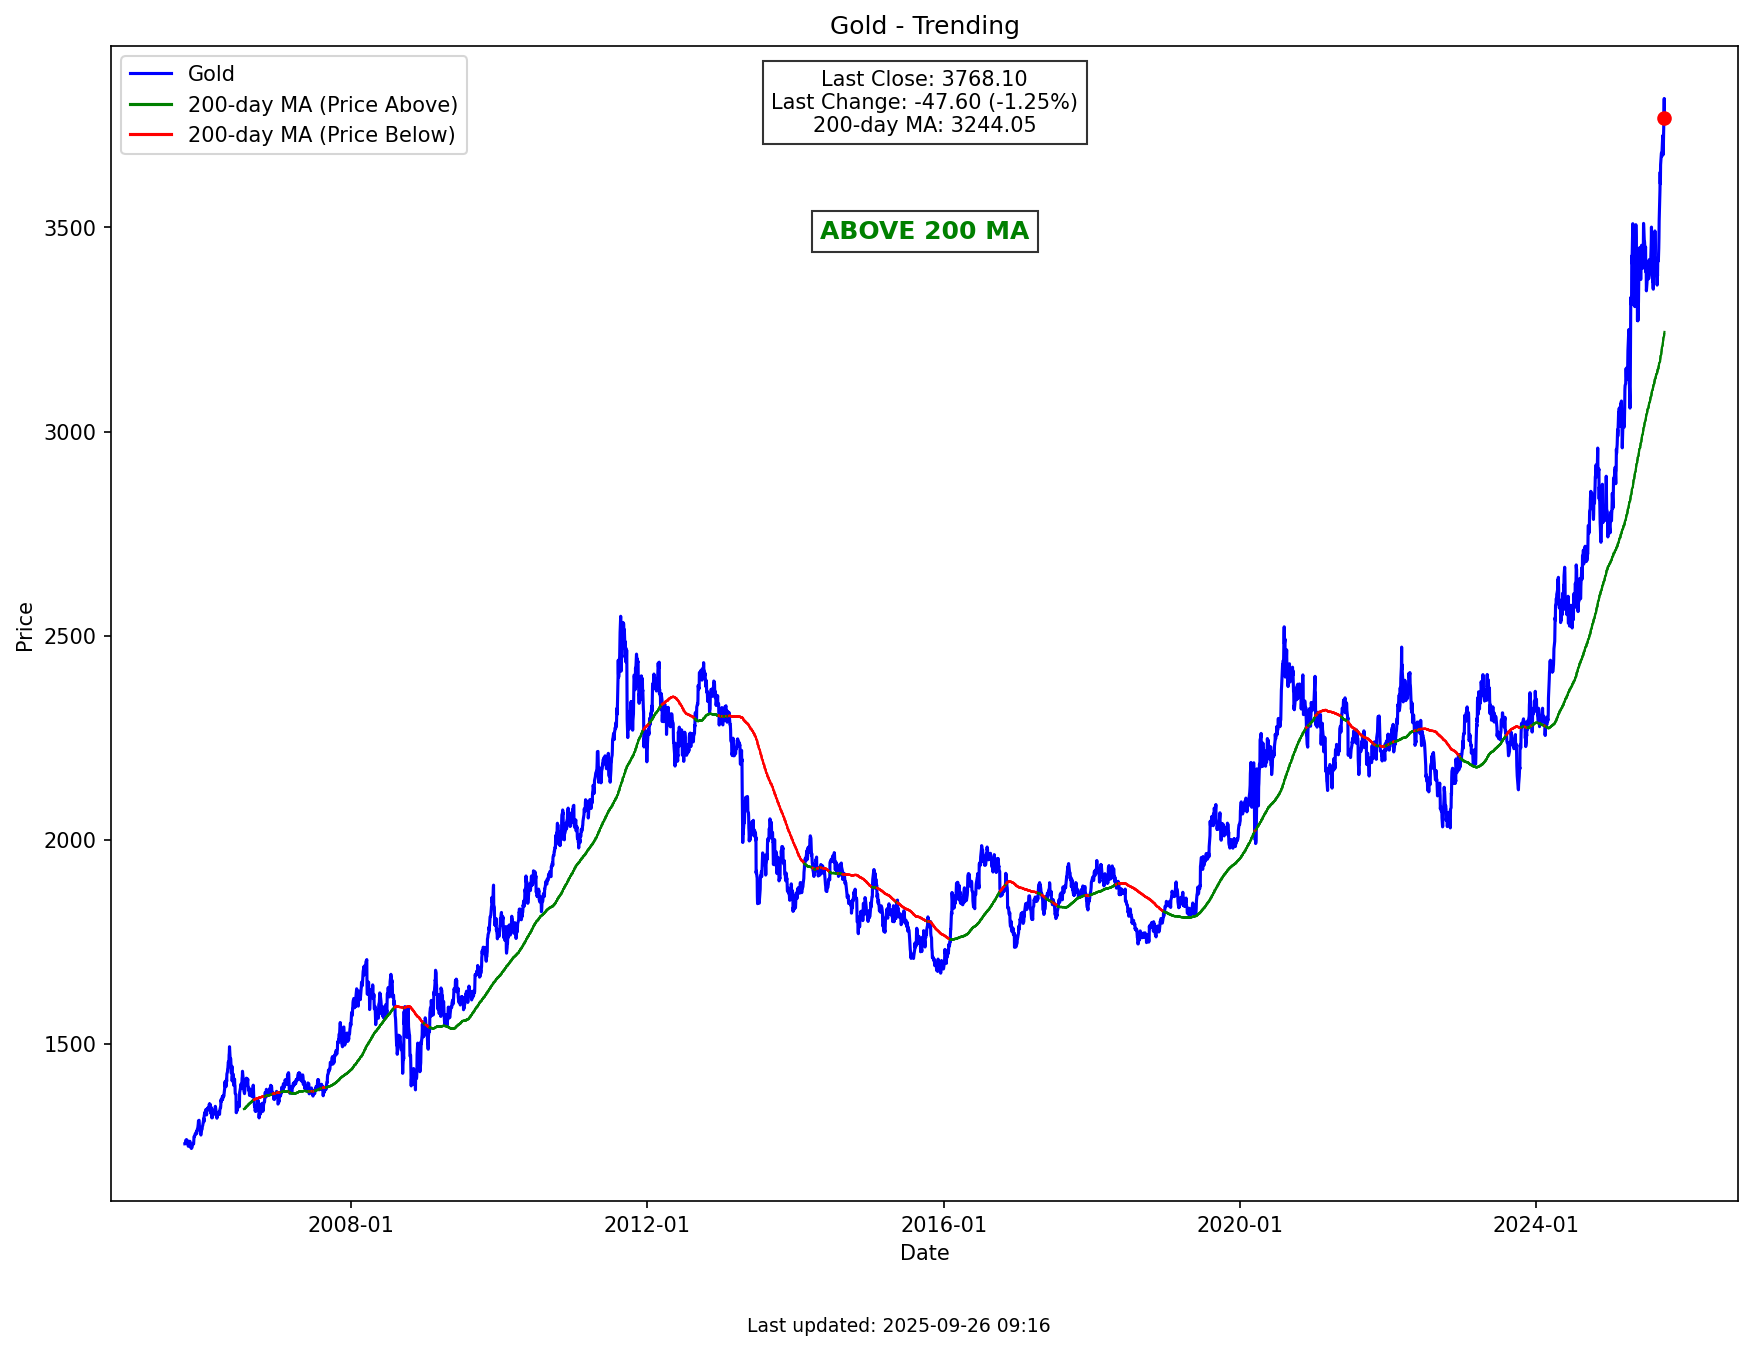 Gold - Trending
Gold
200-day MA (Price Above)
200-day MA (Price Below)
Last Close: 3768.10
Last Change: -47.60 (-1.25%)
200-day MA: 3244.05
ABOVE 200 MA
Price
3500
3000
2500
2000
1500
2008-01
2012-01
2016-01
2020-01
2024-01
Date
Last updated: 2025-09-26 09:16